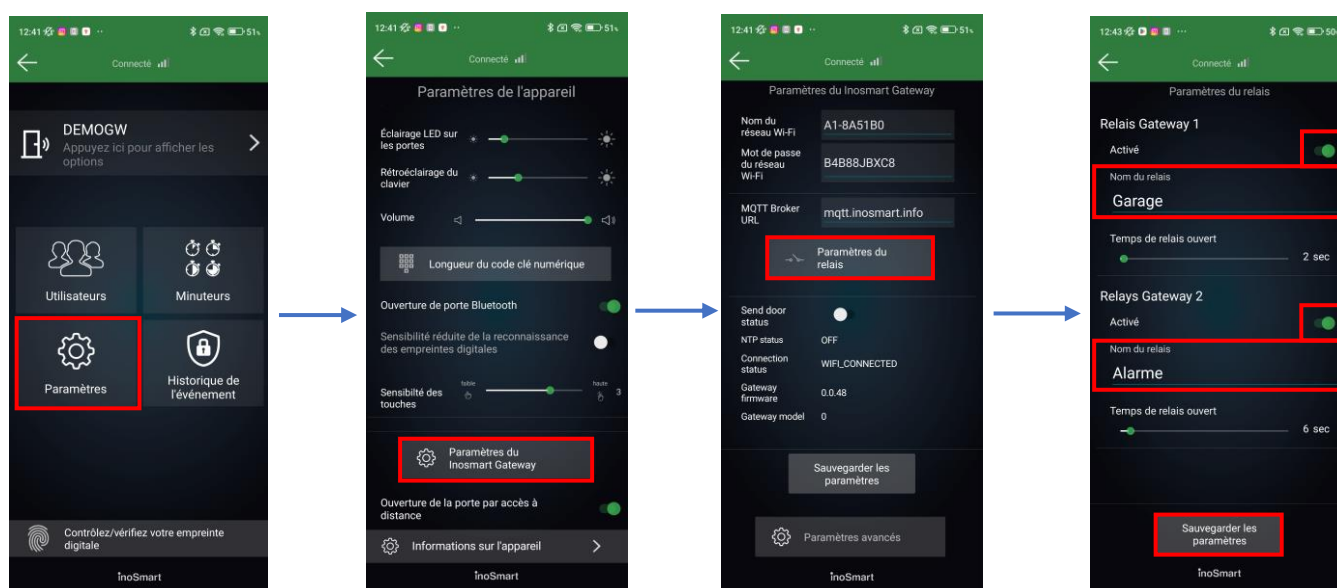 12:41
51%
Connecté
DEMOGW
Appuyez ici pour afficher les
options
Utilisateurs
Minuteurs
Paramètres
Historique de
l'événement
Contrôlez/vérifiez votre empreinte
digitale
inoSmart
12:41
51%
Connecté
Paramètres de l'appareil
Éclairage LED sur
les portes
Rétroéclairage du
clavier
Volume
Longueur du code clé numérique
Ouverture de porte Bluetooth
Sensibilité réduite de la reconnaissance
des empreintes digitales
Sensibilté des
touches
faible
haute
3
Paramètres du
Inosmart Gateway
Ouverture de la porte par accès à
distance
Informations sur l'appareil
inoSmart
12:41
51%
Connecté
Paramètres du Inosmart Gateway
Nom du
réseau Wi-Fi
A1-8A51B0
Mot de passe
du réseau
Wi-Fi
B4B88JBXC8
MQTT Broker
URL
mqtt.inosmart.info
Paramètres du
relais
Send door
status
NTP status
OFF
Connection
status
WIFI_CONNECTED
Gateway
firmware
0.0.48
Gateway model
0
Sauvegarder les
paramètres
Paramètres avancés
inoSmart
12:43
50
Connecté
Paramètres du relais
Relais Gateway 1
Activé
Nom du relais
Garage
Temps de relais ouvert
2 sec
Relays Gateway 2
Activé
Nom du relais
Alarme
Temps de relais ouvert
6 sec
Sauvegarder les
paramètres
inoSmart